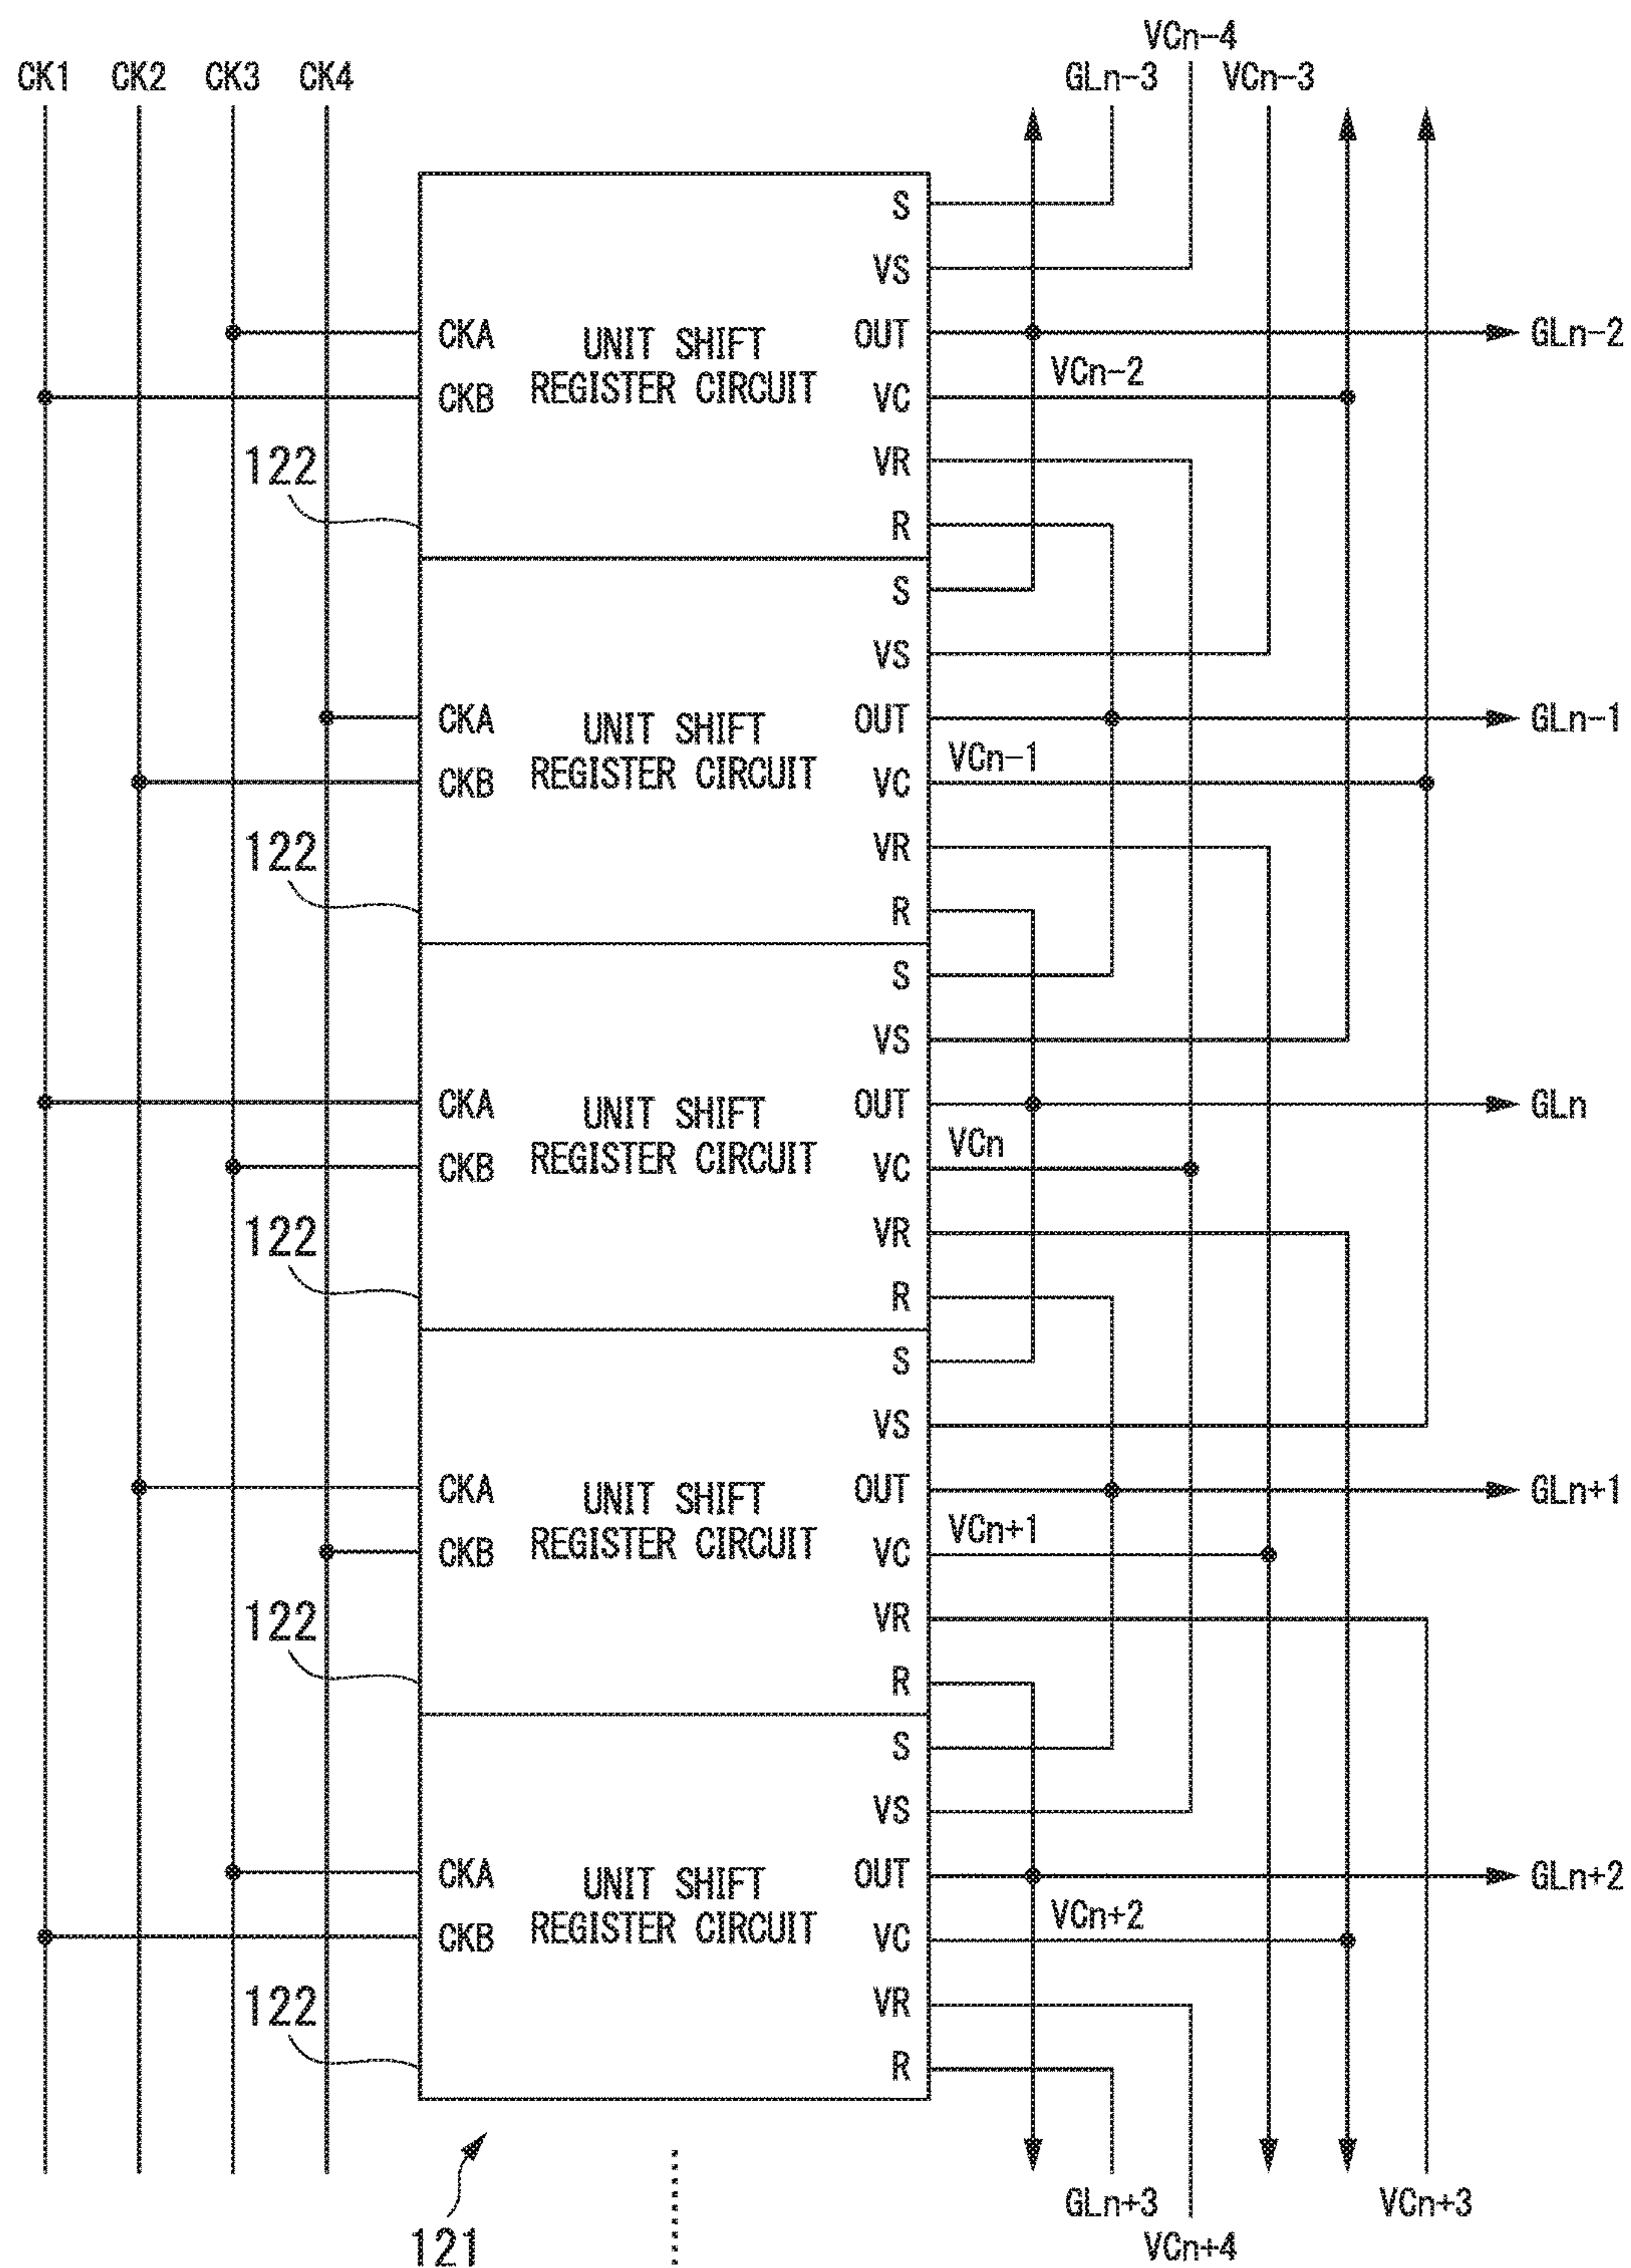 VCn-4
CK1 CK2 CK3 CK4 GLn-3 VCn-3
S
VS
CKA UNIT SHIFT OUT GLn-2
REGISTER CIRCUIT VCn-2
CKB VC
122 VR
R
S
VS
CKA UNIT SHIFT OUT GLn-1
REGISTER CIRCUIT VCn-1
CKB VC
122 VR
R
S
VS
CKA UNIT SHIFT OUT GLn
REGISTER CIRCUIT VCn
CKB VC
122 VR
R
S
VS
CKA UNIT SHIFT OUT GLn+1
REGISTER CIRCUIT VCn+1
CKB VC
122 VR
R
S
VS
CKA UNIT SHIFT OUT GLn+2
REGISTER CIRCUIT VCn+2
CKB VC
122 VR
R
GLn+3 VCn+3
121 VCn+4